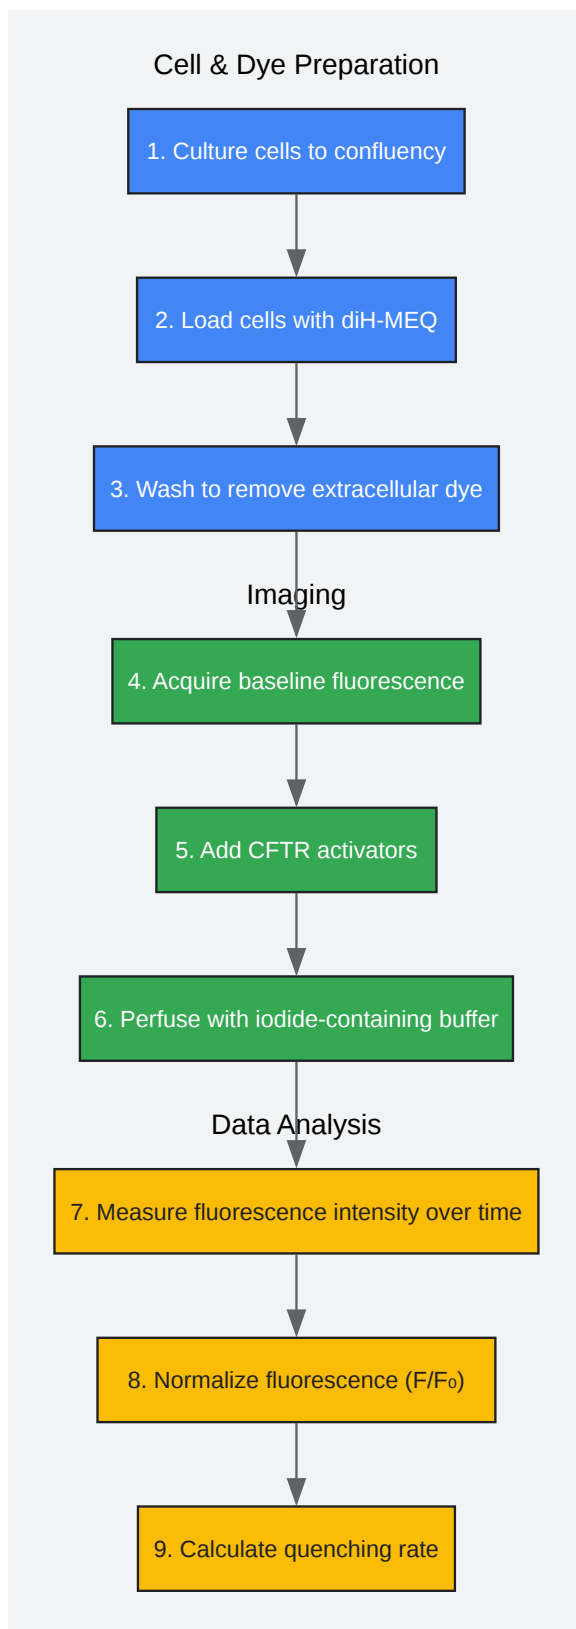 Cell & Dye Preparation
1. Culture cells to confluency
2. Load cells with diH-MEQ
3. Wash to remove extracellular dye
Imaging
4. Acquire baseline fluorescence
5. Add CFTR activators
6. Perfuse with iodide-containing buffer
Data Analysis
7. Measure fluorescence intensity over time
8. Normalize fluorescence (F/F₀)
9. Calculate quenching rate